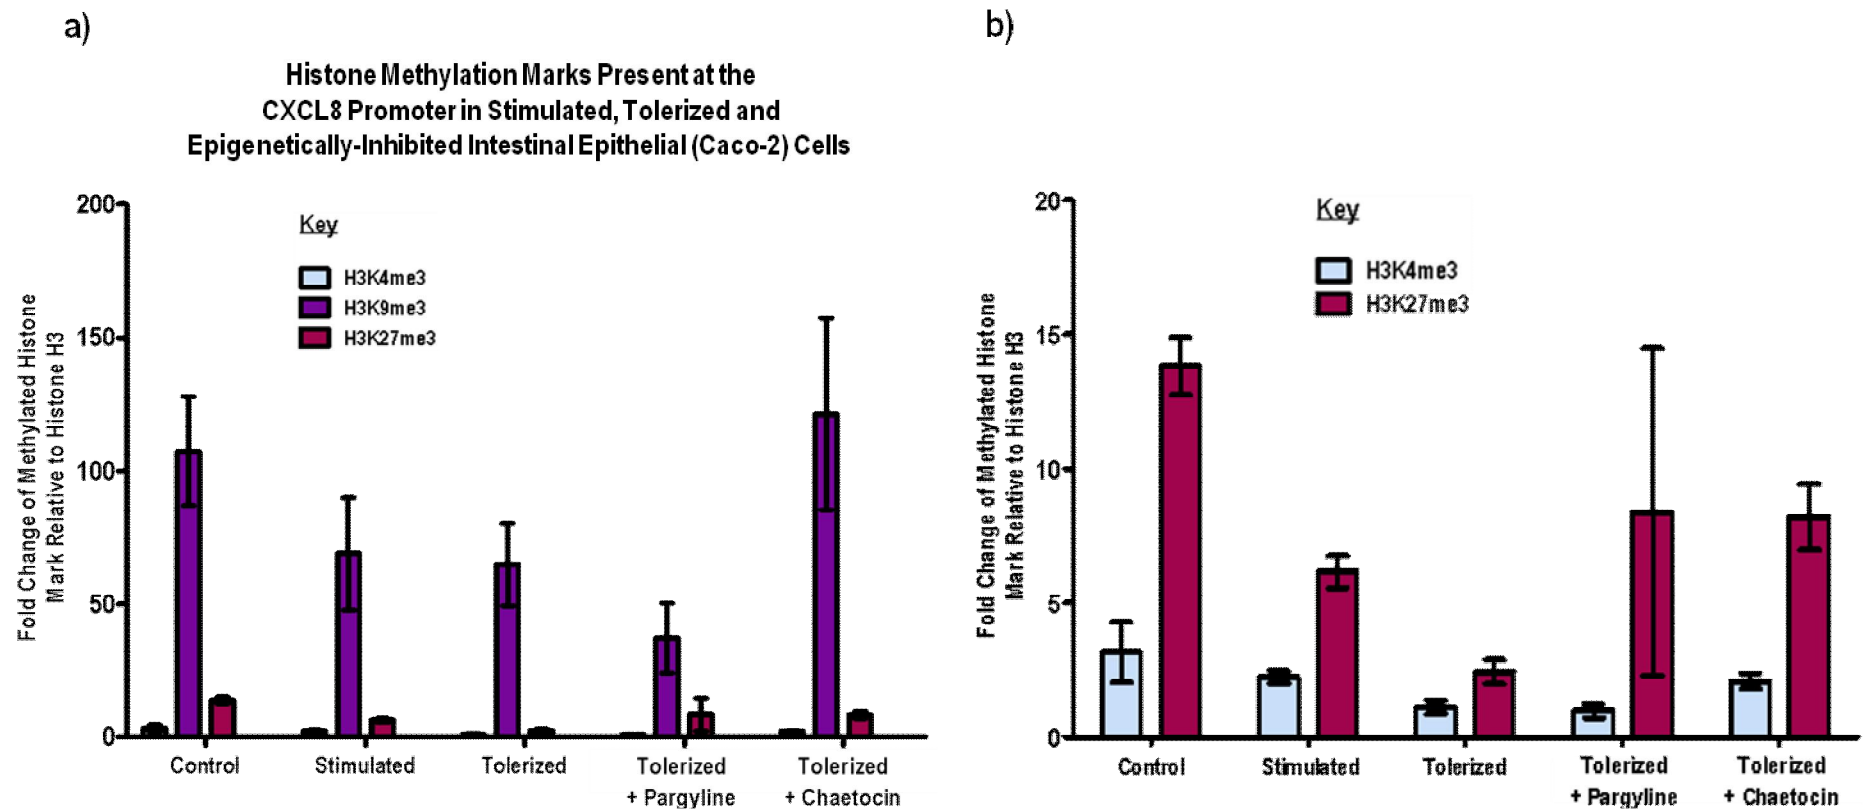 a)
Histone Methylation Marks Present at the
CXCL8 Promoter in Stimulated, Tolerized and
Epigenetically-Inhibited Intestinal Epithelial (Caco-2) Cells
Fold Change of Methylated Histone
Mark Relative to Histone H3
200
150
100
50
0
Key
H3K4me3
H3K9me3
H3K27me3
Control
Stimulated
Tolerized
Tolerized
+ Pargyline
Tolerized
+ Chaetocin
b)
Fold Change of Methylated Histone
Mark Relative to Histone H3
20
15
10
5
0
Key
H3K4me3
H3K27me3
Control
Stimulated
Tolerized
Tolerized
+ Pargyline
Tolerized
+ Chaetocin